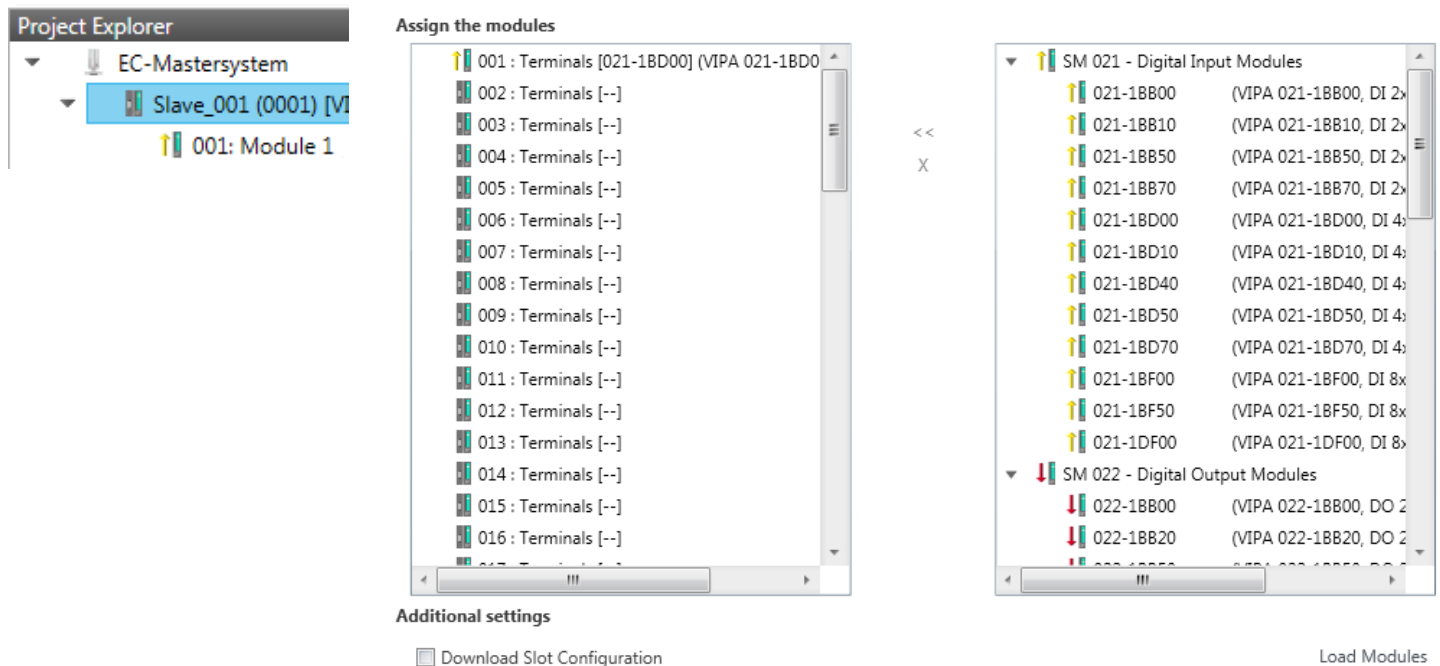 Project Explorer
EC-Mastersystem
Slave_001 (0001) [VI
001: Module 1
Assign the modules
001 : Terminals [021-1BD00] (VIPA 021-1BD0
002 : Terminals [--]
003 : Terminals [--]
004 : Terminals [--]
005 : Terminals [--]
006 : Terminals [--]
007 : Terminals [--]
008 : Terminals [--]
009 : Terminals [--]
010 : Terminals [--]
011 : Terminals [--]
012 : Terminals [--]
013 : Terminals [--]
014 : Terminals [--]
015 : Terminals [--]
016 : Terminals [--]
<<
X
SM 021 - Digital Input Modules
021-1BB00 (VIPA 021-1BB00, DI 2x
021-1BB10 (VIPA 021-1BB10, DI 2x
021-1BB50 (VIPA 021-1BB50, DI 2x
021-1BB70 (VIPA 021-1BB70, DI 2x
021-1BD00 (VIPA 021-1BD00, DI 4x
021-1BD10 (VIPA 021-1BD10, DI 4x
021-1BD40 (VIPA 021-1BD40, DI 4x
021-1BD50 (VIPA 021-1BD50, DI 4x
021-1BD70 (VIPA 021-1BD70, DI 4x
021-1BF00 (VIPA 021-1BF00, DI 8x
021-1BF50 (VIPA 021-1BF50, DI 8x
021-1DF00 (VIPA 021-1DF00, DI 8x
SM 022 - Digital Output Modules
022-1BB00 (VIPA 022-1BB00, DO 2
022-1BB20 (VIPA 022-1BB20, DO 2
Additional settings
Download Slot Configuration
Load Modules